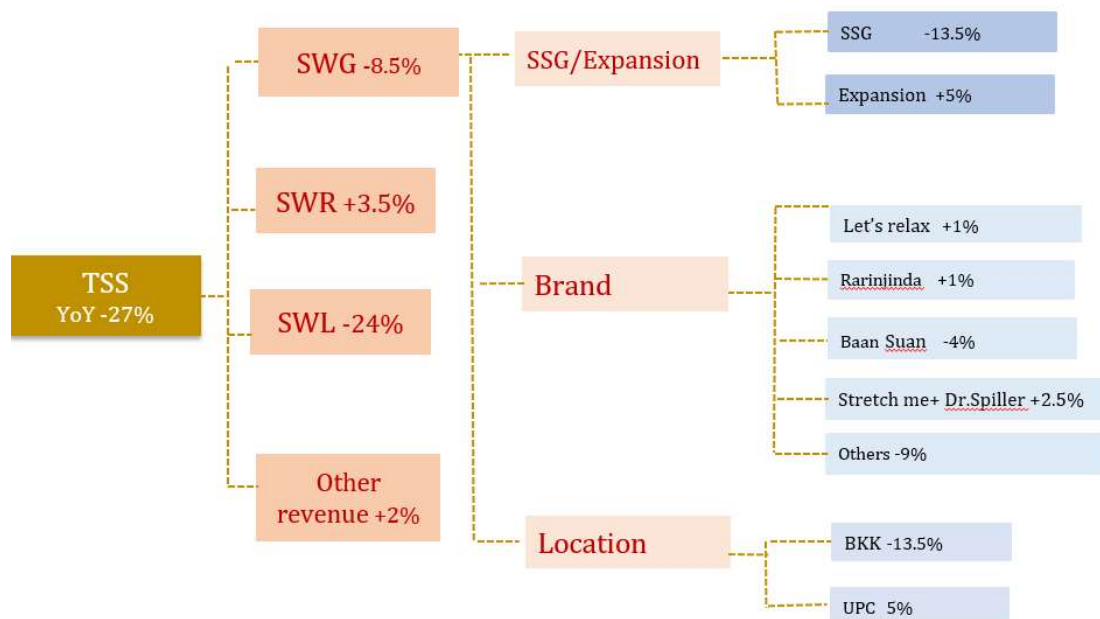 TSS
YoY -27%
SWG -8.5%
SWR +3.5%
SWL -24%
Other
revenue +2%
SSG/Expansion
SSG -13.5%
Expansion +5%
Brand
Let's relax +1%
Rarinjinda +1%
Baan Suan -4%
Stretch me+ Dr.Spiller +2.5%
Others -9%
Location
BKK -13.5%
UPC 5%